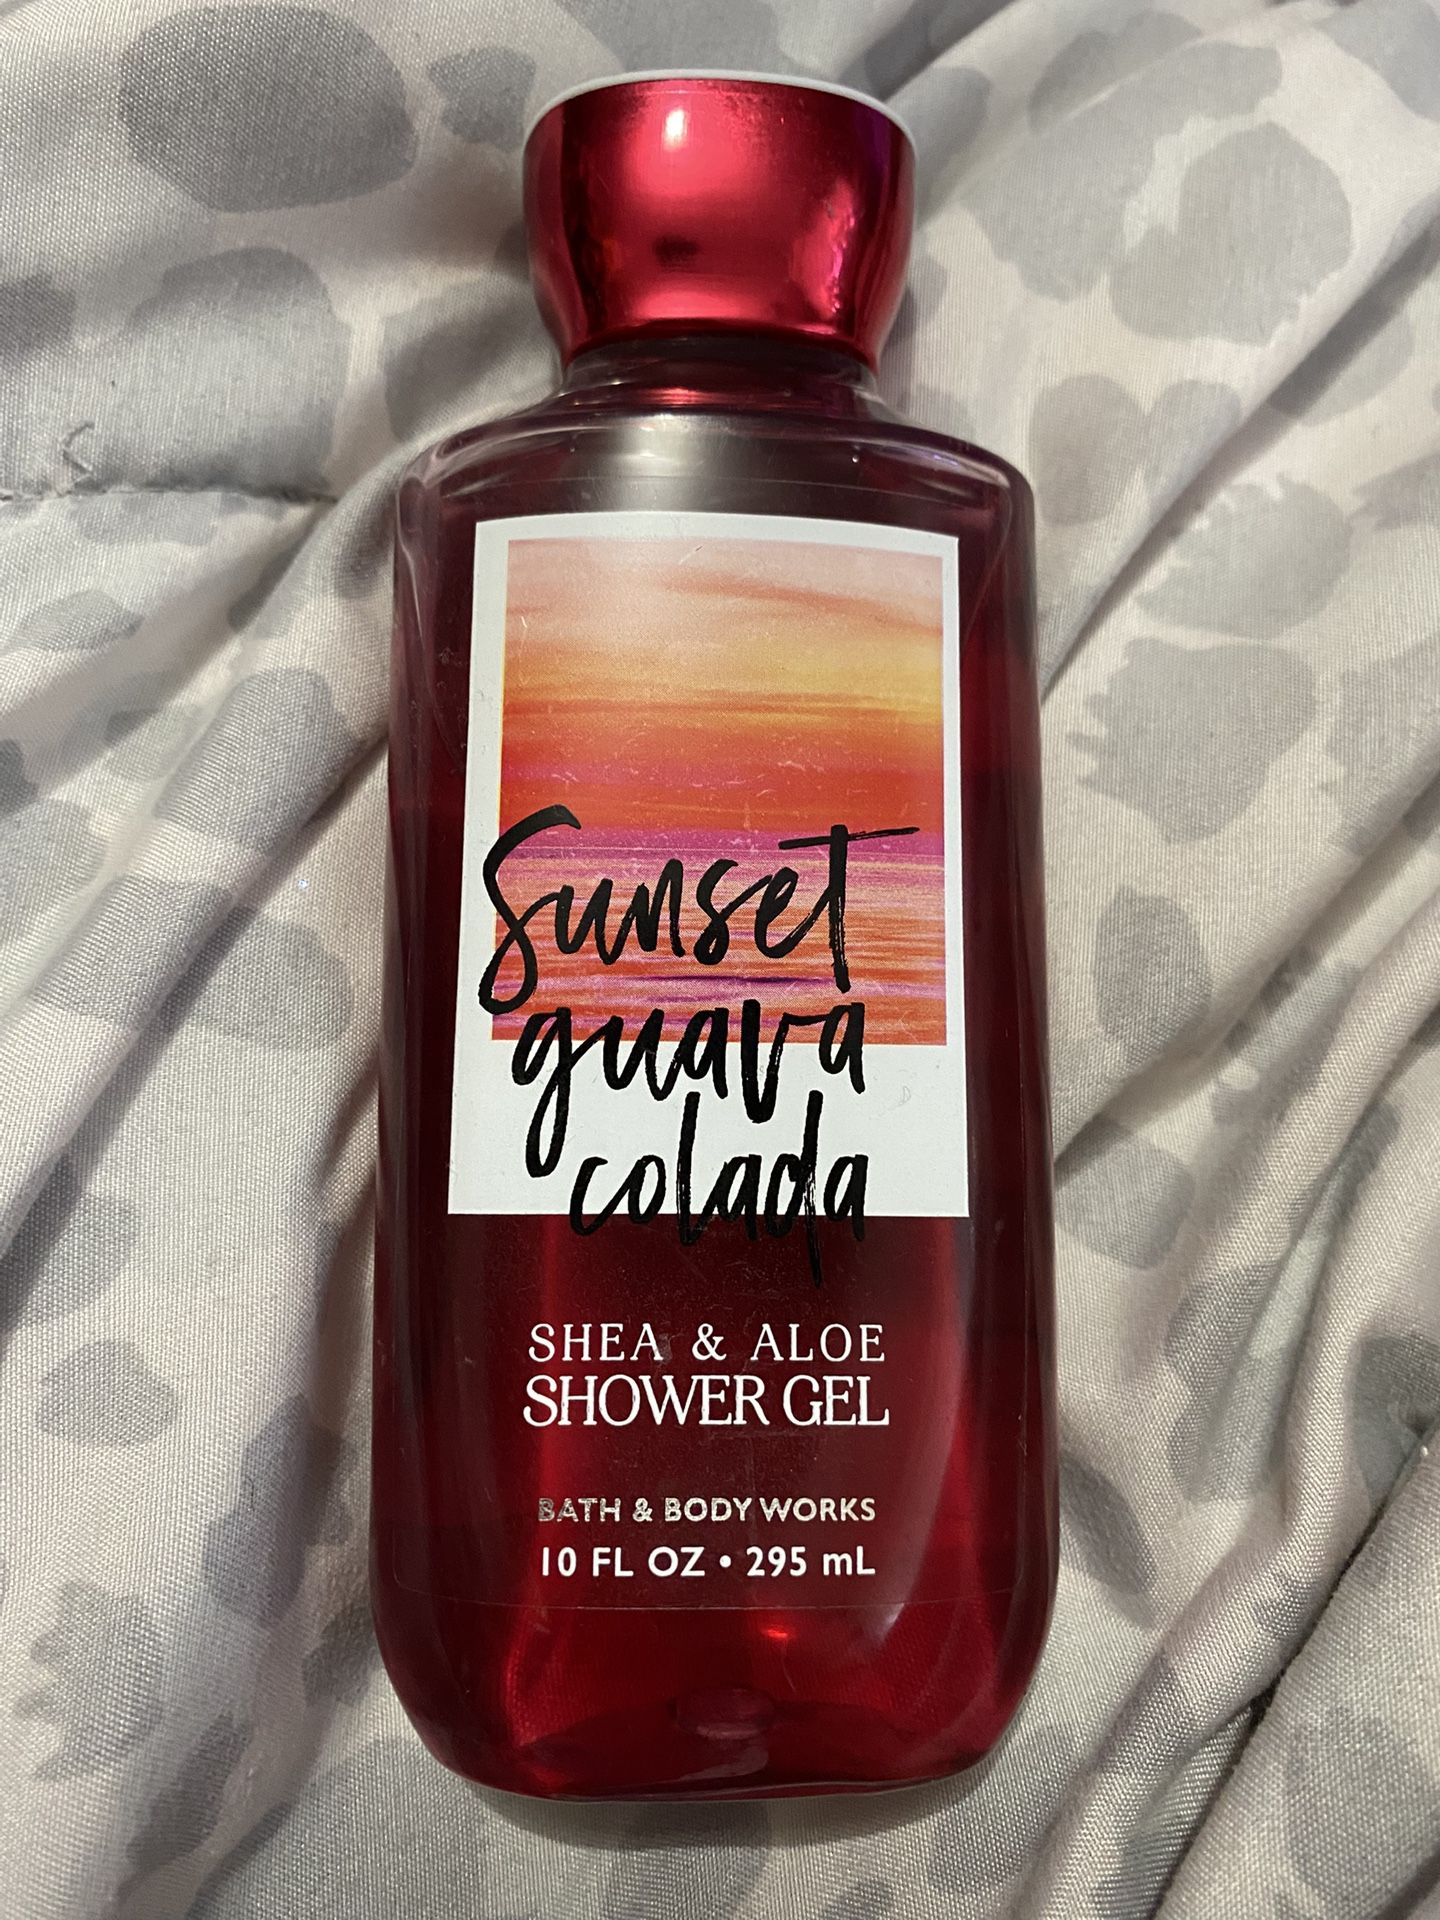 Sunset
guava
colada
SHEA & ALOE
SHOWER GEL
BATH & BODY WORKS
10 FL OZ • 295 mL